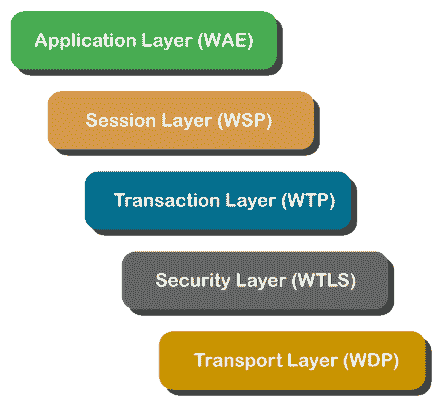 Application Layer (WAE)
Session Layer (WSP)
Transaction Layer (WTP)
Security Layer (WTLS)
Transport Layer (WDP)